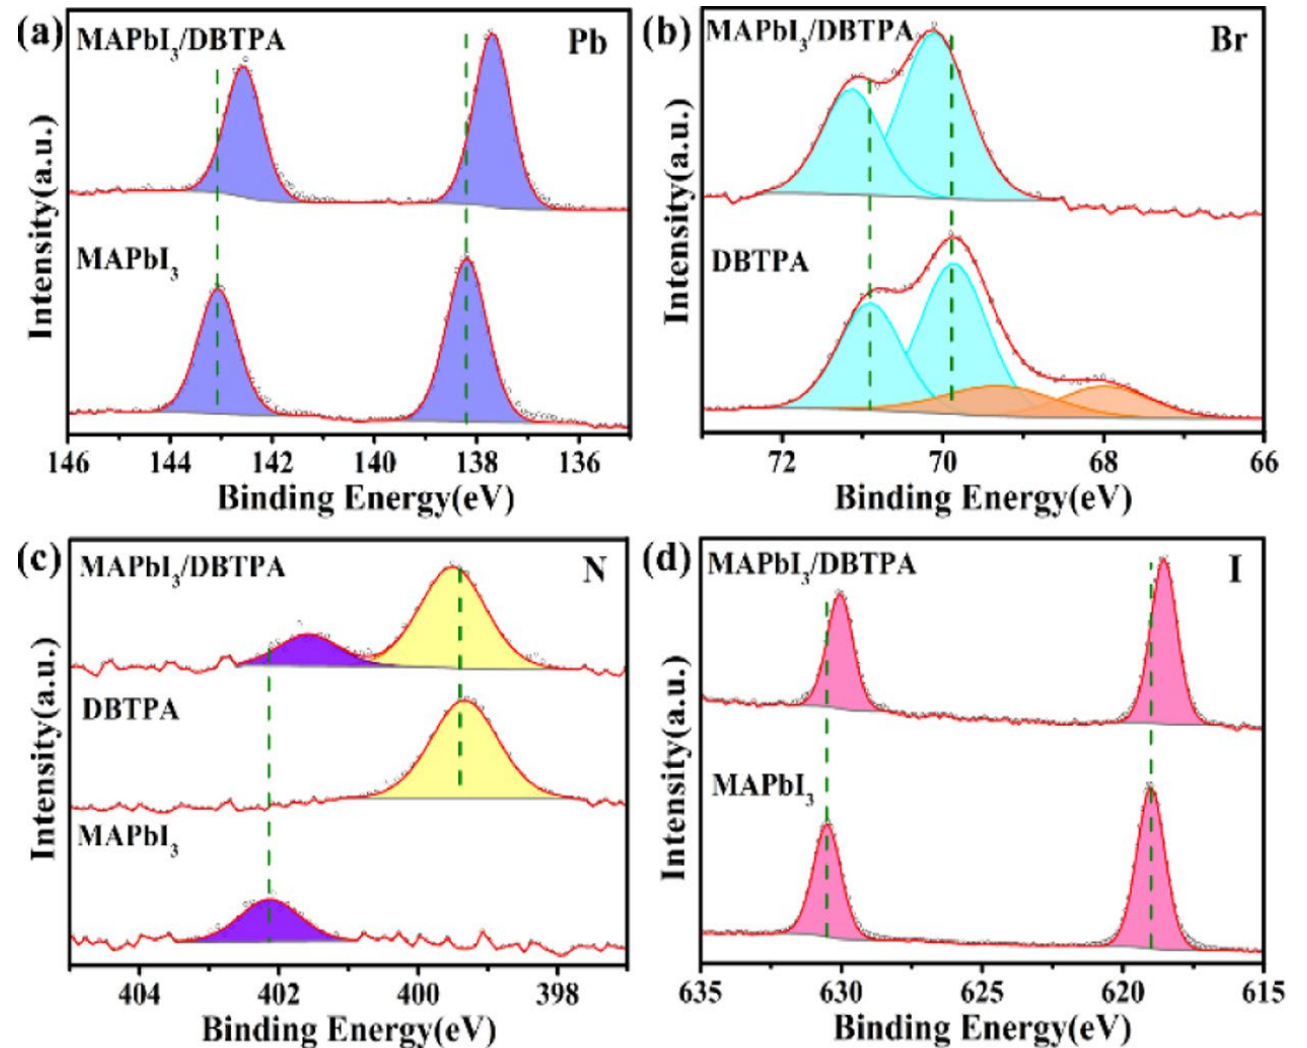 (a)
MAPbI₃/DBTPA
Pb
MAPbI₃
Intensity(a.u.)
146 144 142 140 138 136
Binding Energy(eV)
(b)
MAPbI₃/DBTPA
Br
DBTPA
Intensity(a.u.)
72 70 68 66
Binding Energy(eV)
(c)
MAPbI₃/DBTPA
N
DBTPA
MAPbI₃
Intensity(a.u.)
404 402 400 398
Binding Energy(eV)
(d)
MAPbI₃/DBTPA
I
MAPbI₃
Intensity(a.u.)
635 630 625 620 615
Binding Energy(eV)